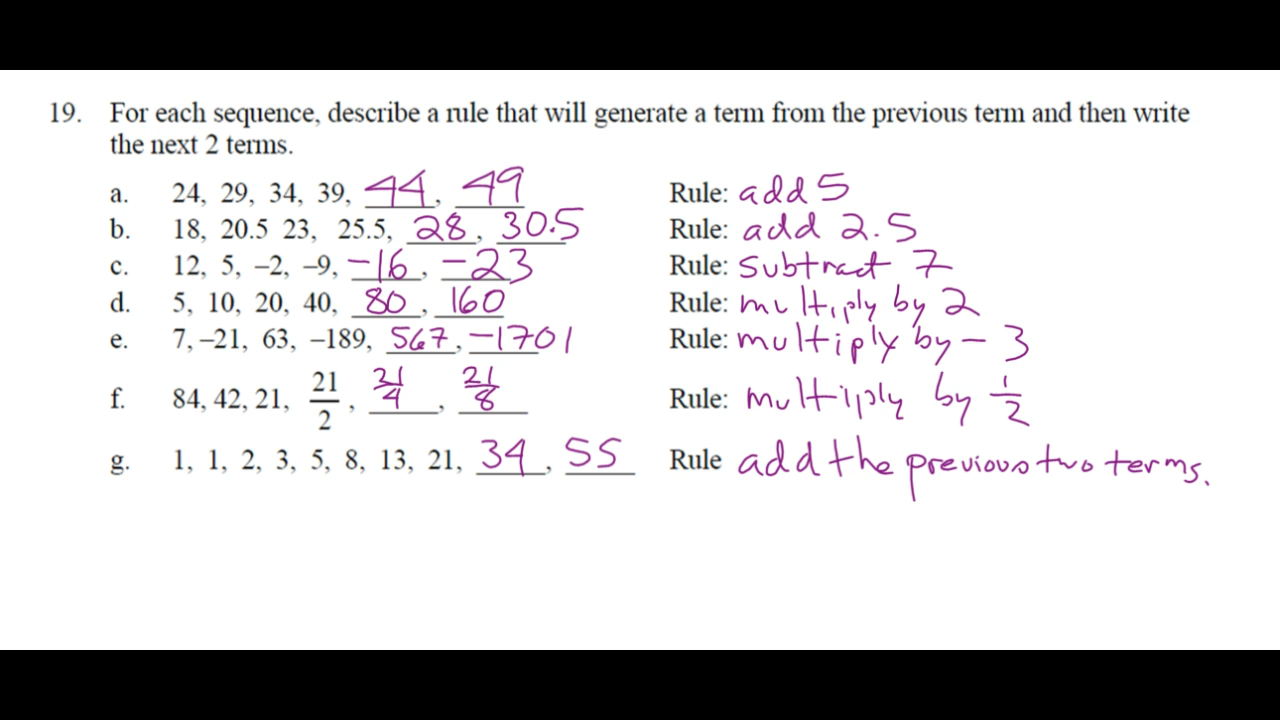 19. For each sequence, describe a rule that will generate a term from the previous term and then write
the next 2 terms.
a. 24, 29, 34, 39, 44, 49 Rule: add 5
b. 18, 20.5 23, 25.5, 28, 30.5 Rule: add 2.5
c. 12, 5, –2, –9, -16, -23 Rule: subtract 7
d. 5, 10, 20, 40, 80, 160 Rule: multiply by 2
e. 7, –21, 63, –189, 567, -1701 Rule: multiply by - 3
f. 84, 42, 21, 21/2, 21/4, 21/8 Rule: multiply by 1/2
g. 1, 1, 2, 3, 5, 8, 13, 21, 34, 55 Rule add the previous two terms.